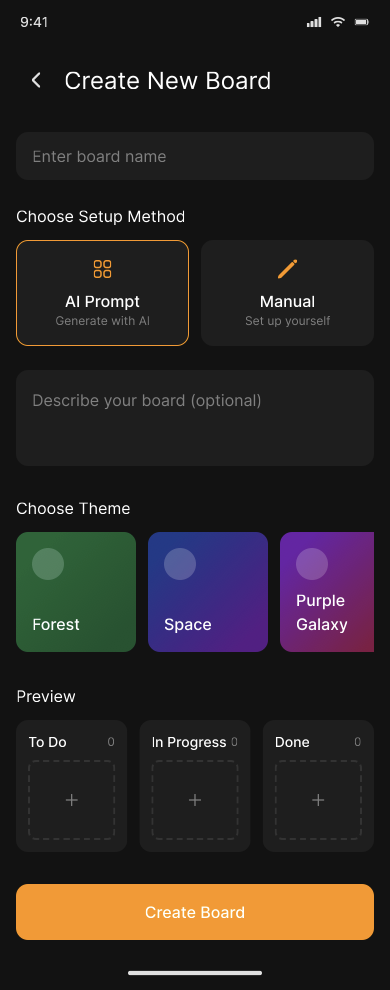 9:41
Create New Board
Enter board name
Choose Setup Method
AI Prompt
Generate with AI
Manual
Set up yourself
Describe your board (optional)
Choose Theme
Forest
Space
Purple
Galaxy
Preview
To Do 0
In Progress 0
Done 0
+ + +
Create Board